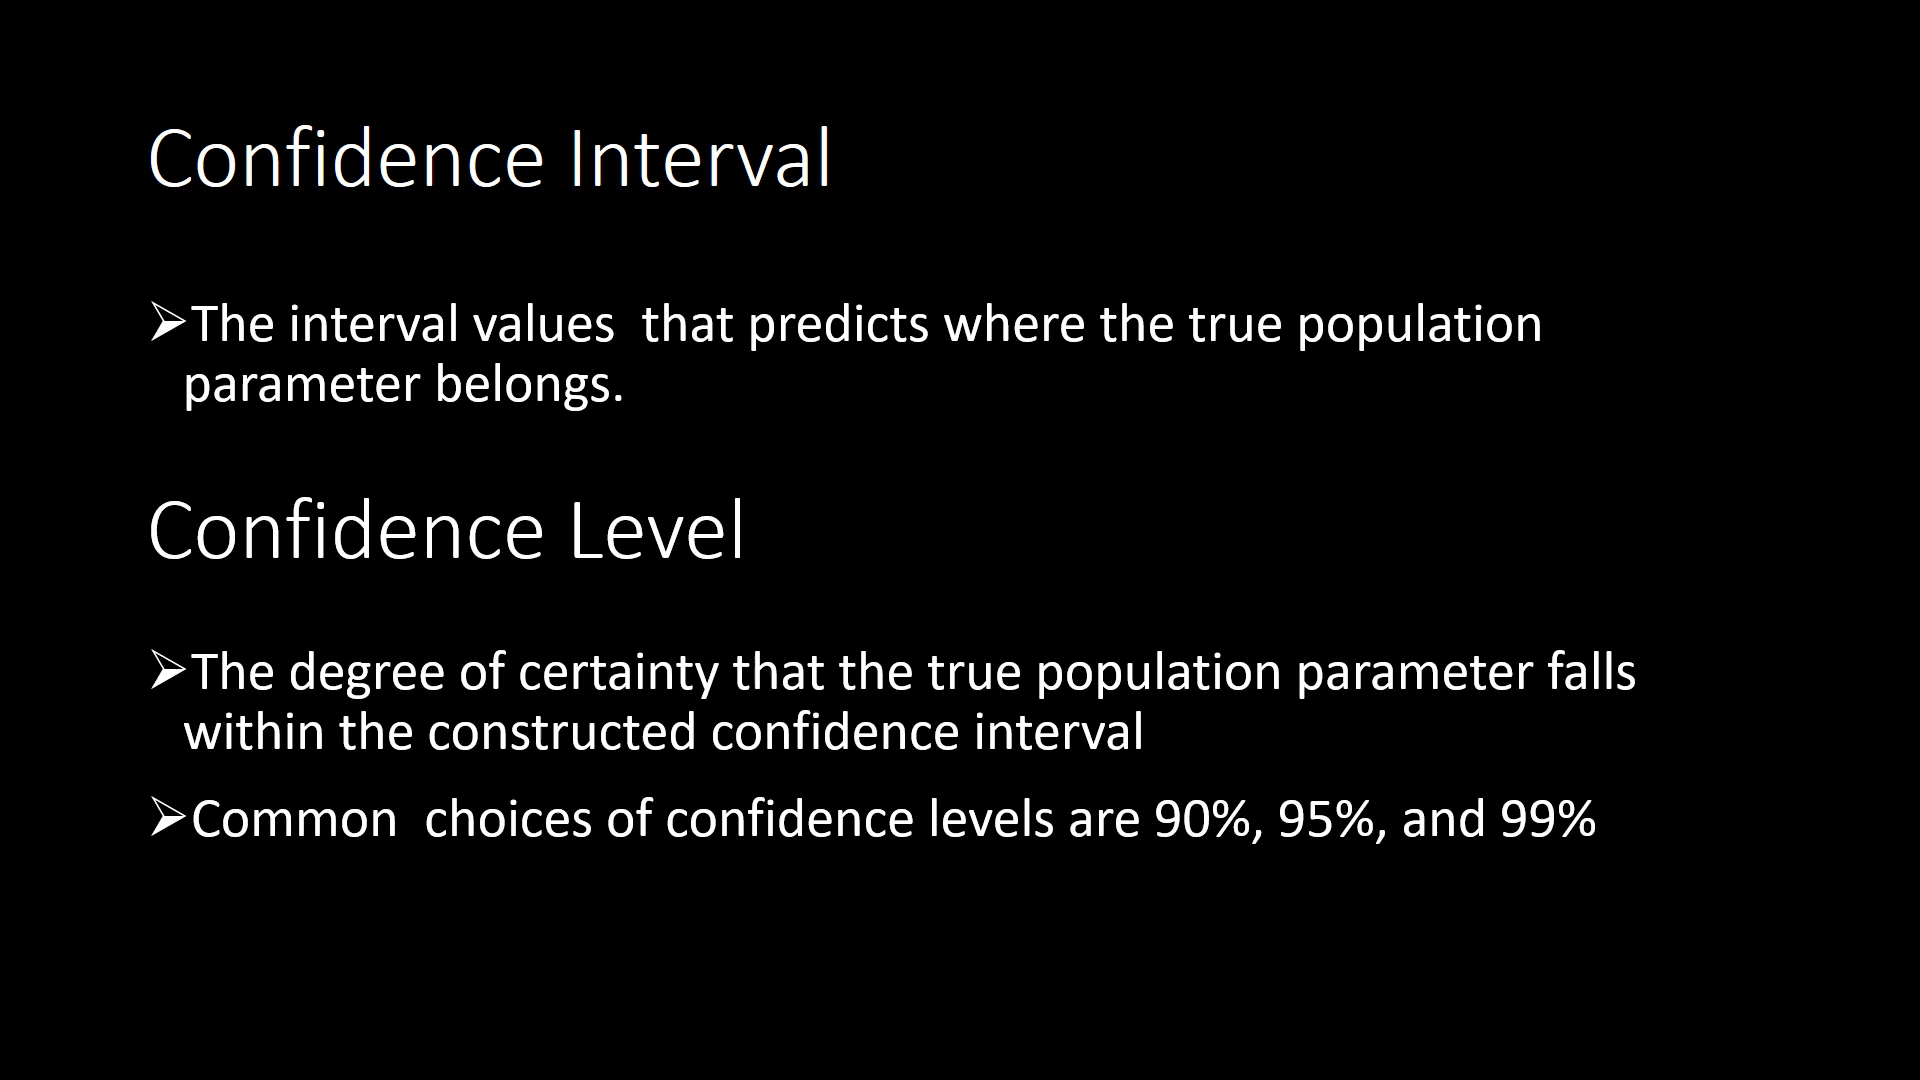 Confidence Interval
➢The interval values  that predicts where the true population
parameter belongs.
Confidence Level
➢The degree of certainty that the true population parameter falls
within the constructed confidence interval
➢Common  choices of confidence levels are 90%, 95%, and 99%